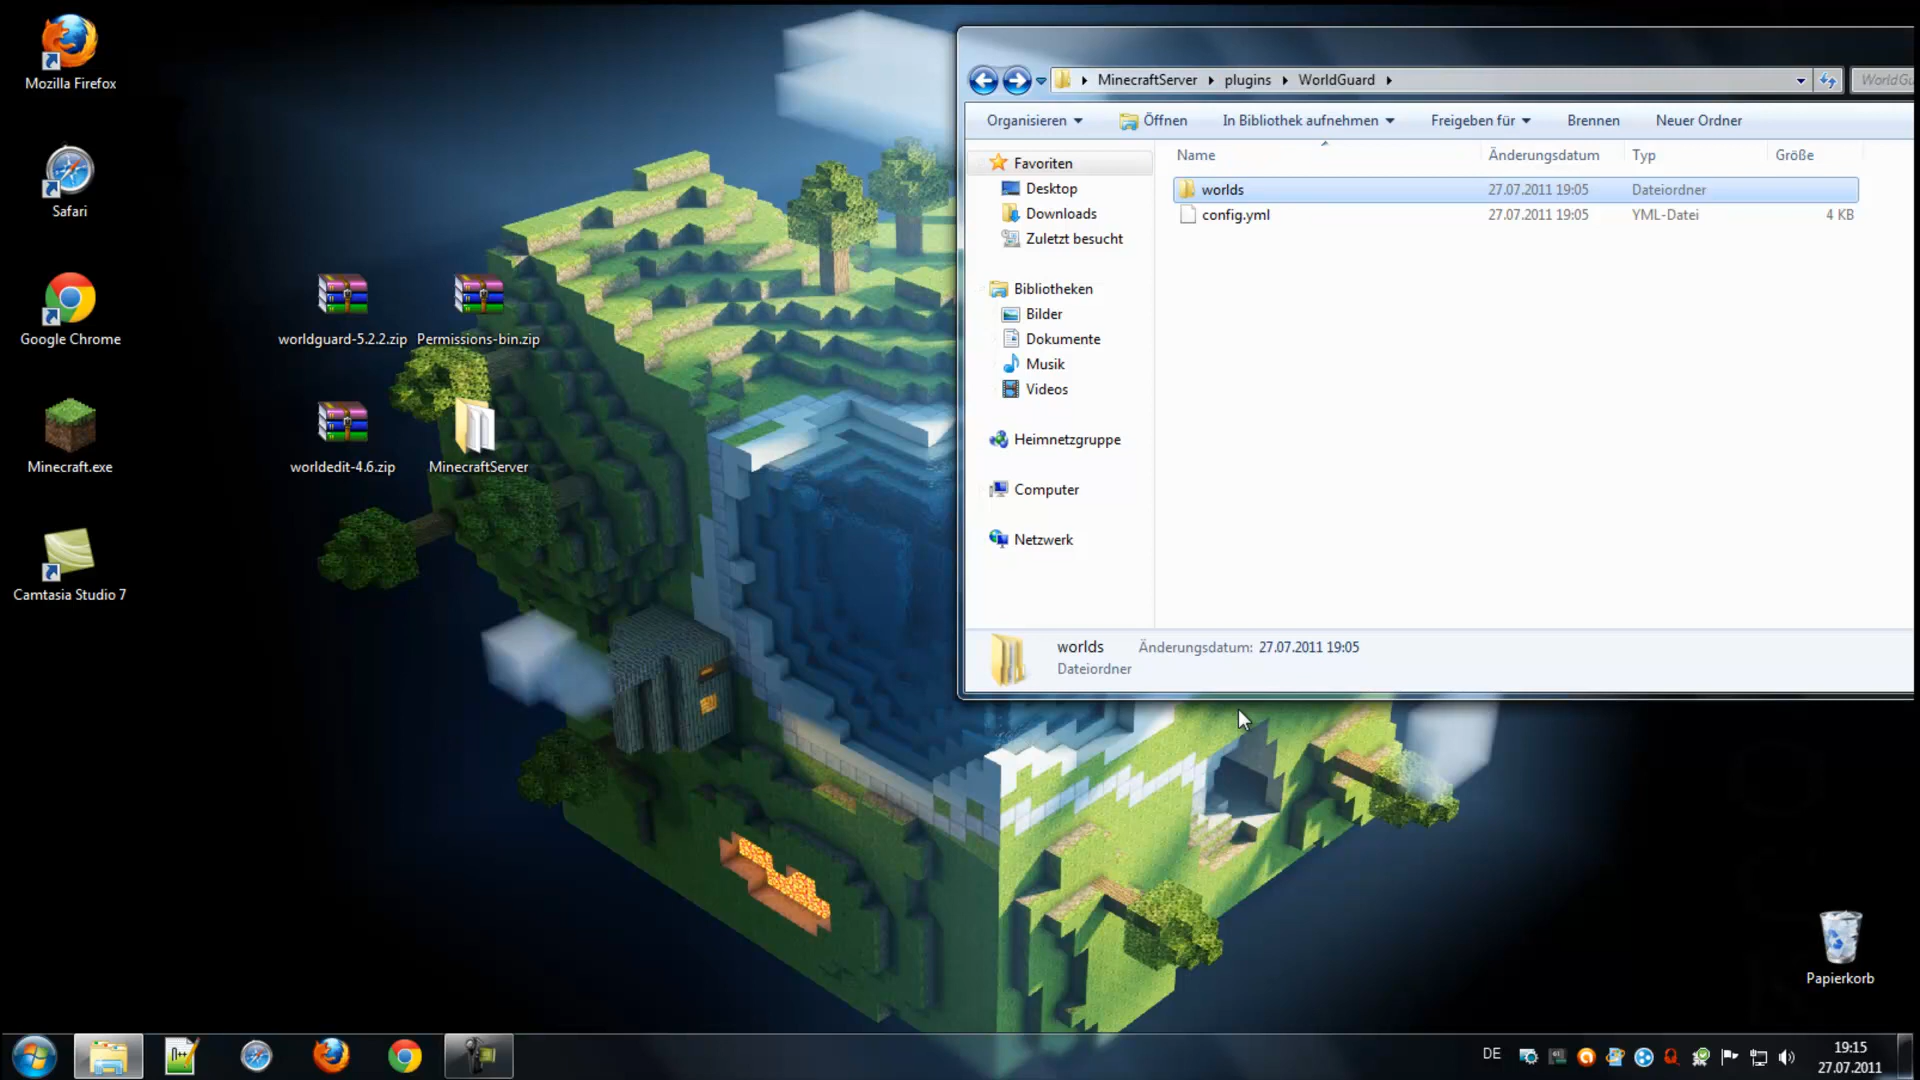 Mozilla Firefox
Safari
Google Chrome
Minecraft.exe
Camtasia Studio 7
worldguard-5.2.2.zip
Permissions-bin.zip
worldedit-4.6.zip
MinecraftServer
MinecraftServer
plugins
WorldGuard
WorldGu
Organisieren
Öffnen
In Bibliothek aufnehmen
Freigeben für
Brennen
Neuer Ordner
Favoriten
Desktop
Downloads
Zuletzt besucht
Bibliotheken
Bilder
Dokumente
Musik
Videos
Heimnetzgruppe
Computer
Netzwerk
Name Änderungsdatum Typ Größe
worlds 27.07.2011 19:05 Dateiordner
config.yml 27.07.2011 19:05 YML-Datei 4 KB
worlds Änderungsdatum: 27.07.2011 19:05
Dateiordner
Papierkorb
DE
19:15
27.07.2011